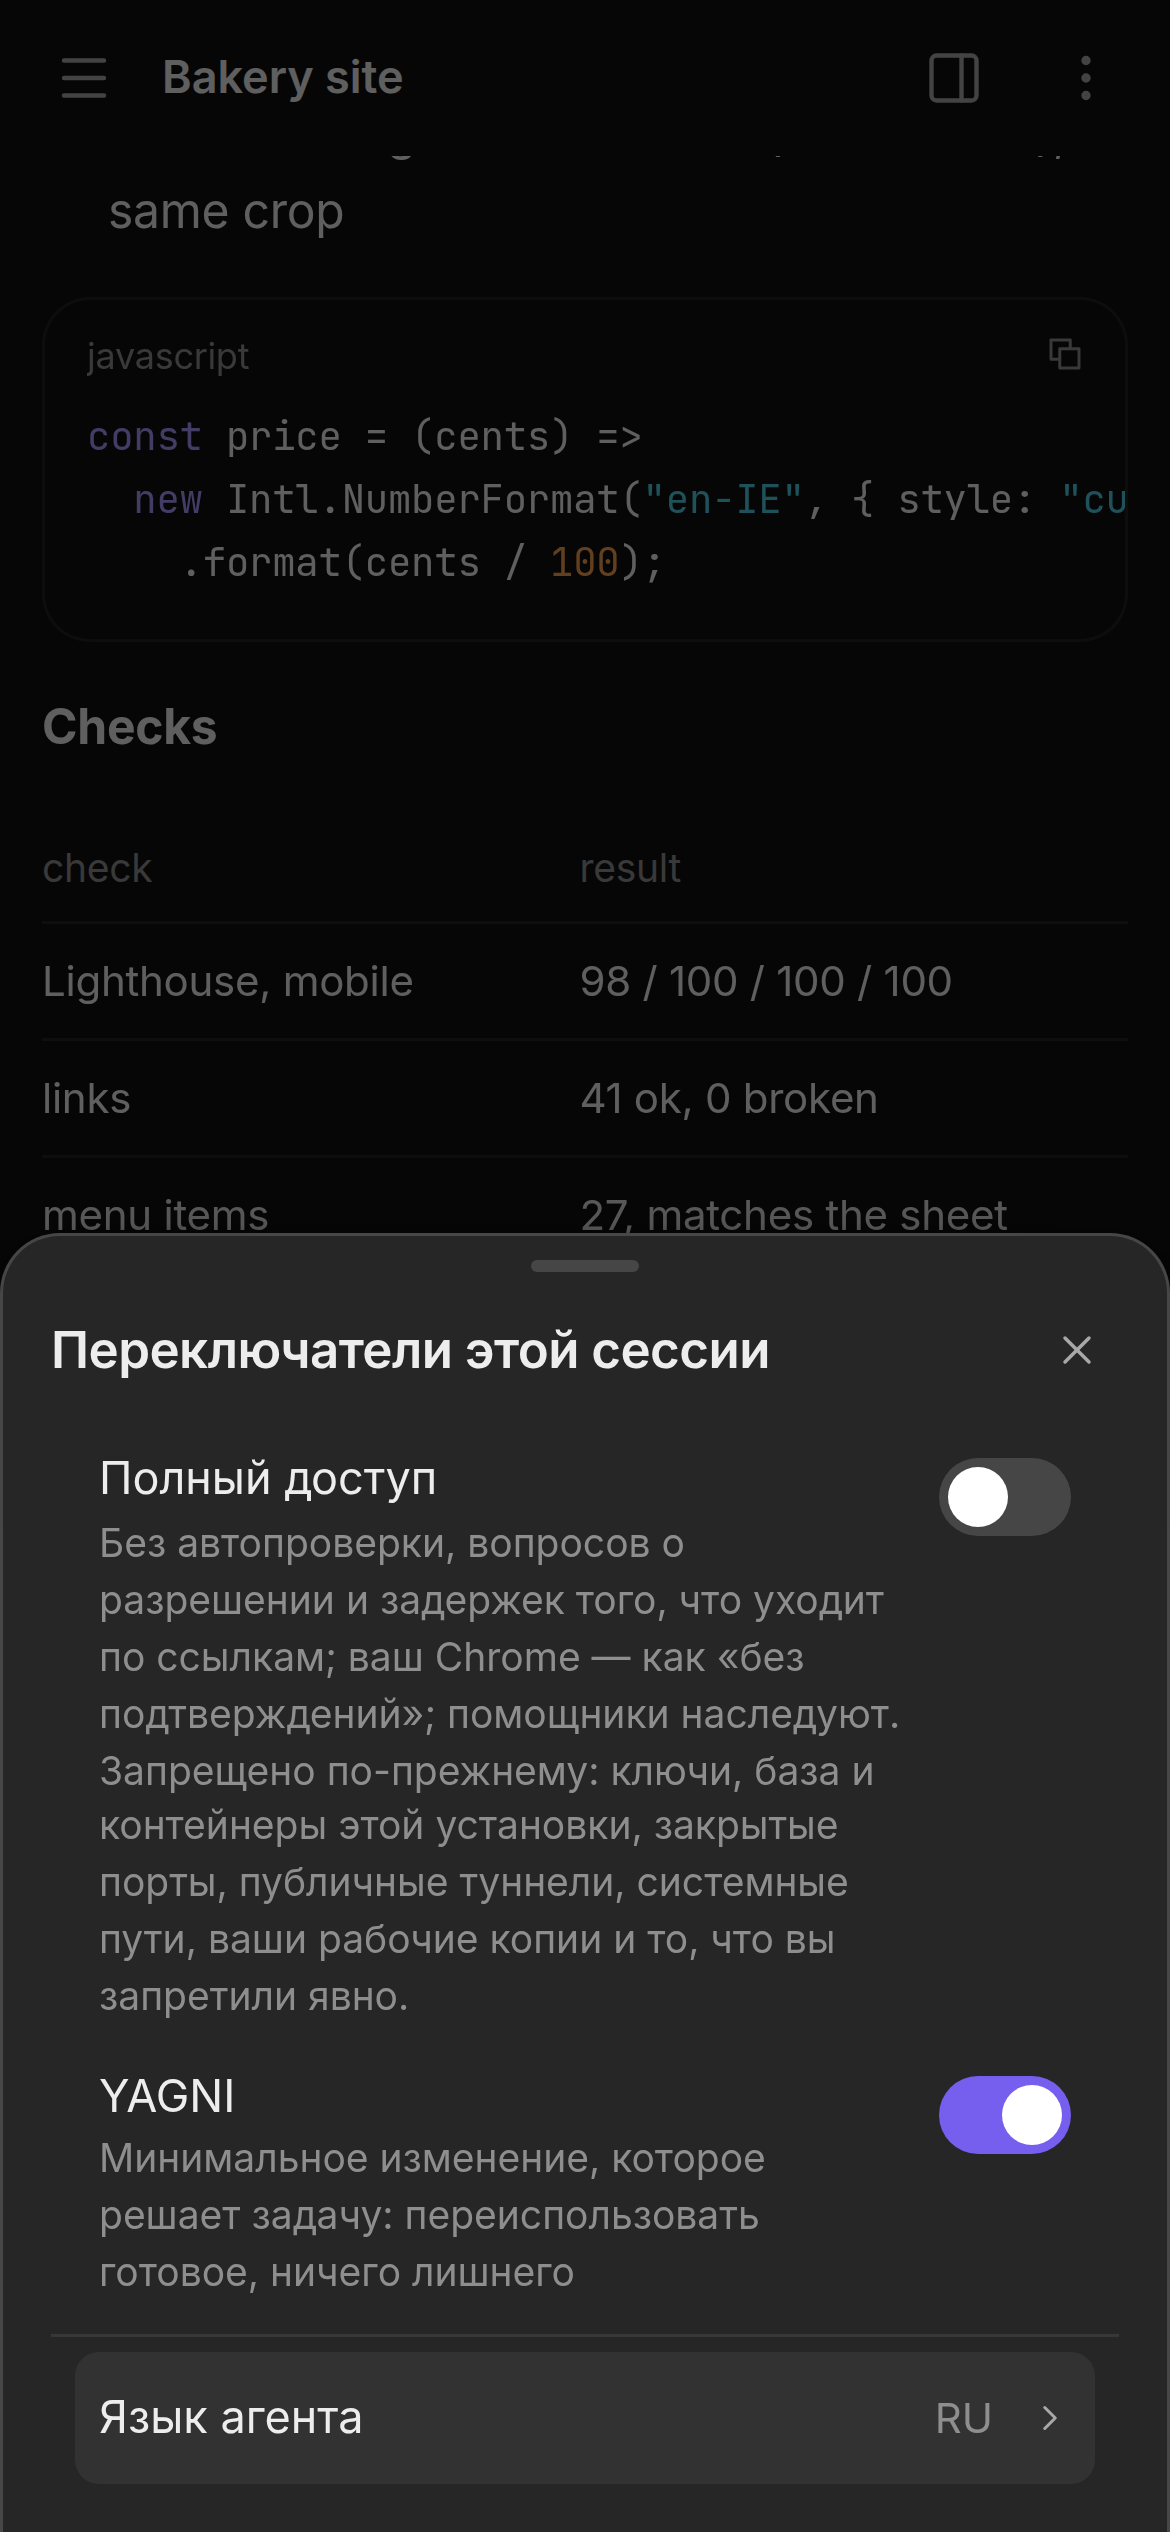 Bakery site
same crop
javascript
const price = (cents) =>
new Intl.NumberFormat("en-IE", { style: "cu
.format(cents / 100);
Checks
check result
Lighthouse, mobile 98 / 100 / 100 / 100
links 41 ok, 0 broken
menu items 27, matches the sheet
Переключатели этой сессии
Полный доступ
Без автопроверки, вопросов о
разрешении и задержек того, что уходит
по ссылкам; ваш Chrome — как «без
подтверждений»; помощники наследуют.
Запрещено по-прежнему: ключи, база и
контейнеры этой установки, закрытые
порты, публичные туннели, системные
пути, ваши рабочие копии и то, что вы
запретили явно.
YAGNI
Минимальное изменение, которое
решает задачу: переиспользовать
готовое, ничего лишнего
Язык агента RU